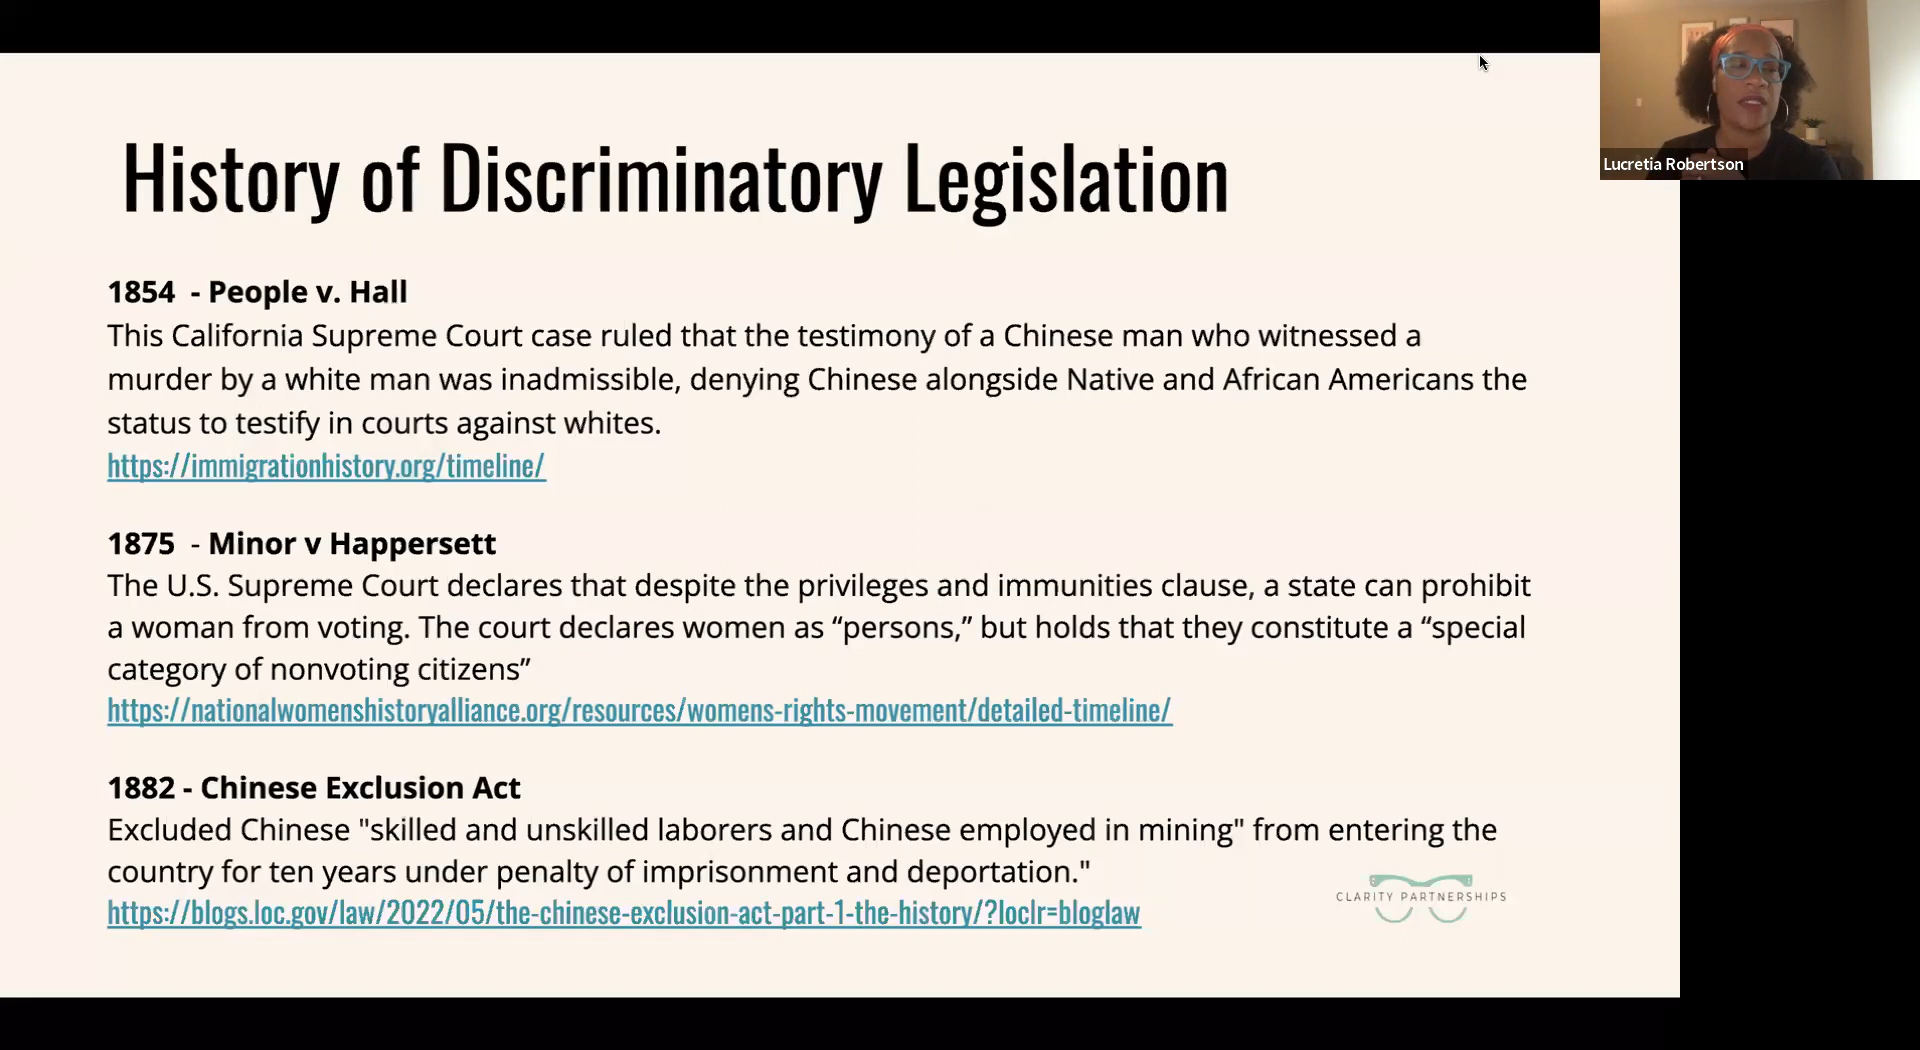 Lucretia Robertson
History of Discriminatory Legislation
1854 - People v. Hall
This California Supreme Court case ruled that the testimony of a Chinese man who witnessed a
murder by a white man was inadmissible, denying Chinese alongside Native and African Americans the
status to testify in courts against whites.
https://immigrationhistory.org/timeline/
1875 - Minor v Happersett
The U.S. Supreme Court declares that despite the privileges and immunities clause, a state can prohibit
a woman from voting. The court declares women as “persons,” but holds that they constitute a “special
category of nonvoting citizens”
https://nationalwomenshistoryalliance.org/resources/womens-rights-movement/detailed-timeline/
1882 - Chinese Exclusion Act
Excluded Chinese "skilled and unskilled laborers and Chinese employed in mining" from entering the
country for ten years under penalty of imprisonment and deportation."
https://blogs.loc.gov/law/2022/05/the-chinese-exclusion-act-part-1-the-history/?loclr=bloglaw
CLARITY PARTNERSHIPS